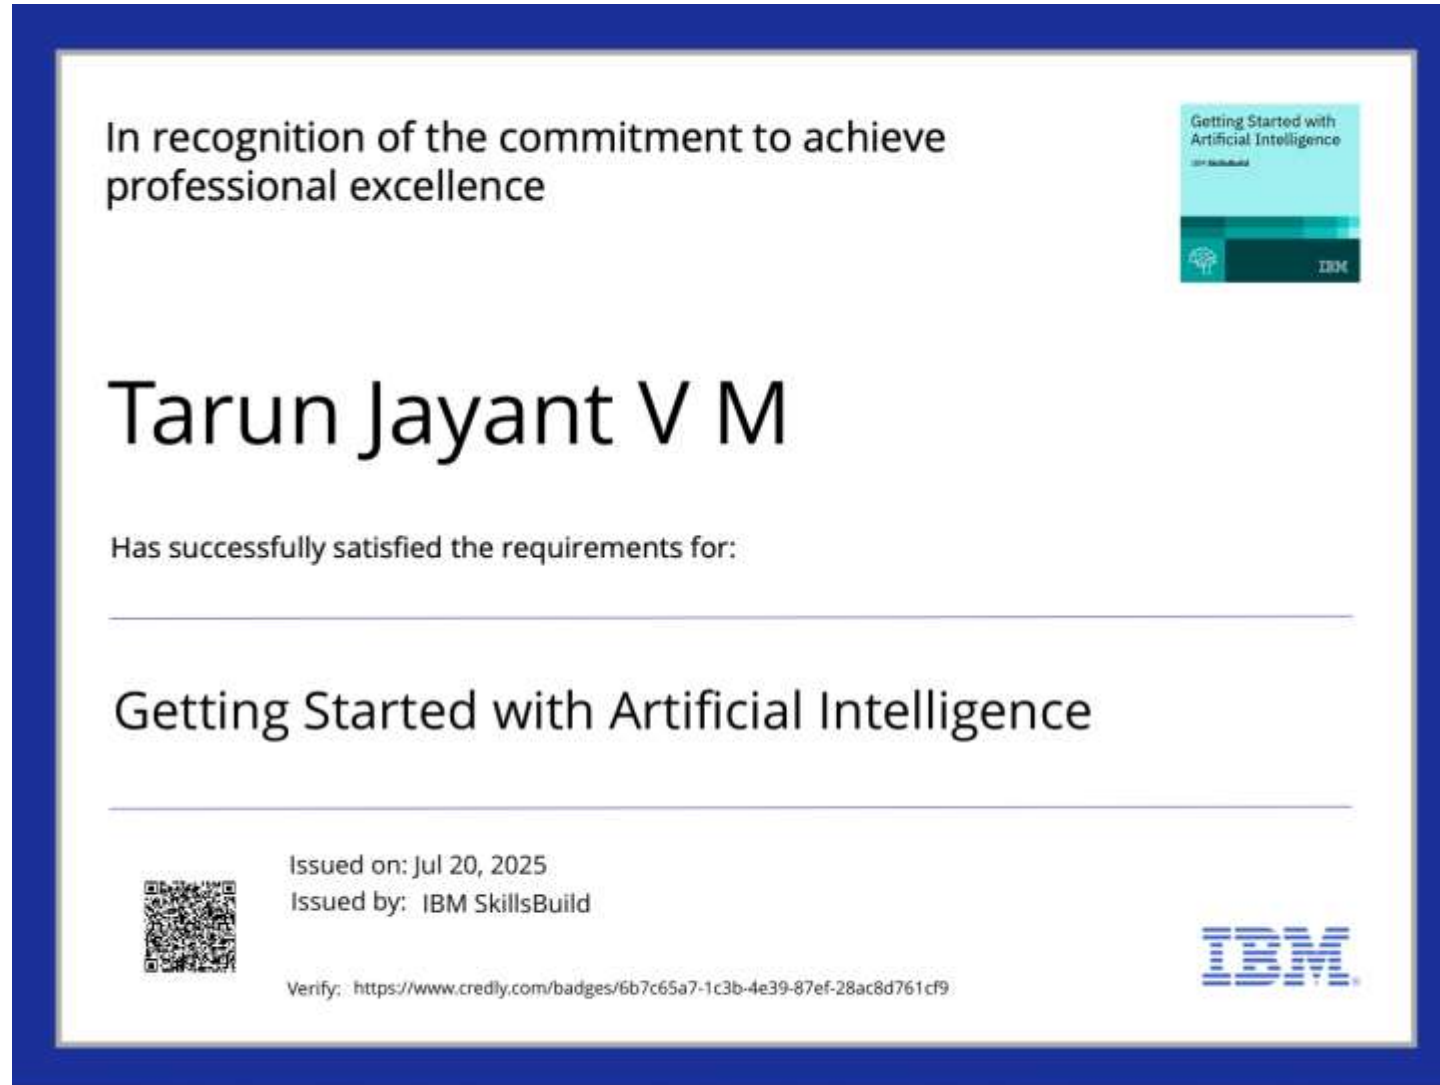 In recognition of the commitment to achieve
professional excellence
Getting Started with
Artificial Intelligence
IBM SkillsBuild
IBM
Tarun Jayant V M
Has successfully satisfied the requirements for:
Getting Started with Artificial Intelligence
Issued on: Jul 20, 2025
Issued by: IBM SkillsBuild
Verify: https://www.credly.com/badges/6b7c65a7-1c3b-4e39-87ef-28ac8d761cf9
IBM